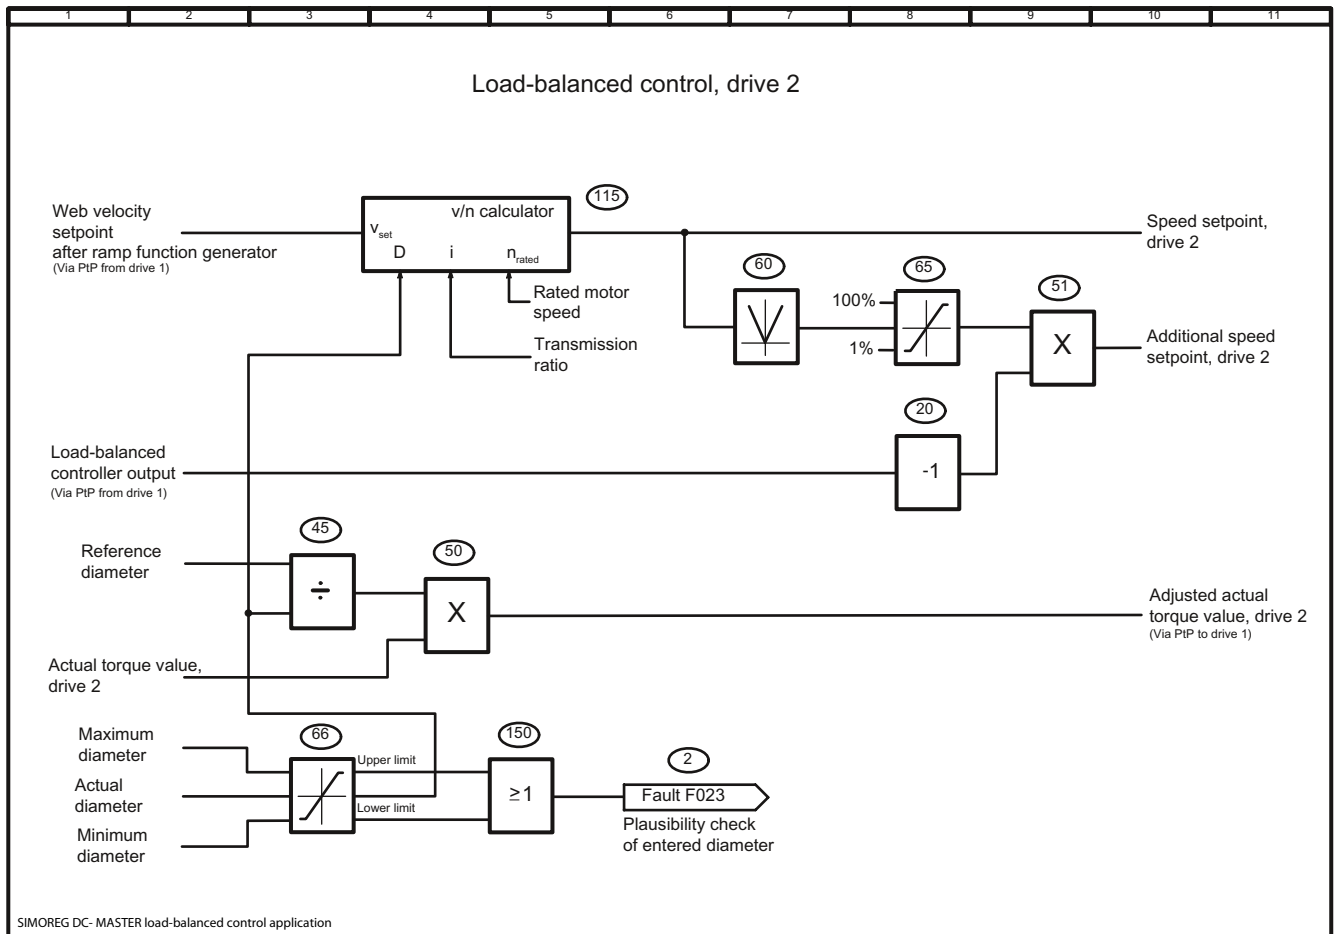 1 2 3 4 5 6 7 8 9 10 11
Load-balanced control, drive 2
Web velocity
setpoint
after ramp function generator
(Via PtP from drive 1)
v/n calculator
vset
D i nrated
115
Rated motor
speed
Transmission
ratio
Speed setpoint,
drive 2
60
65
100%
1%
51
X
Additional speed
setpoint, drive 2
Load-balanced
controller output
(Via PtP from drive 1)
20
-1
Reference
diameter
45
÷
50
X
Adjusted actual
torque value, drive 2
(Via PtP to drive 1)
Actual torque value,
drive 2
Maximum
diameter
Actual
diameter
Minimum
diameter
66
Upper limit
Lower limit
150
≥1
2
Fault F023
Plausibility check
of entered diameter
SIMOREG DC- MASTER load-balanced control application